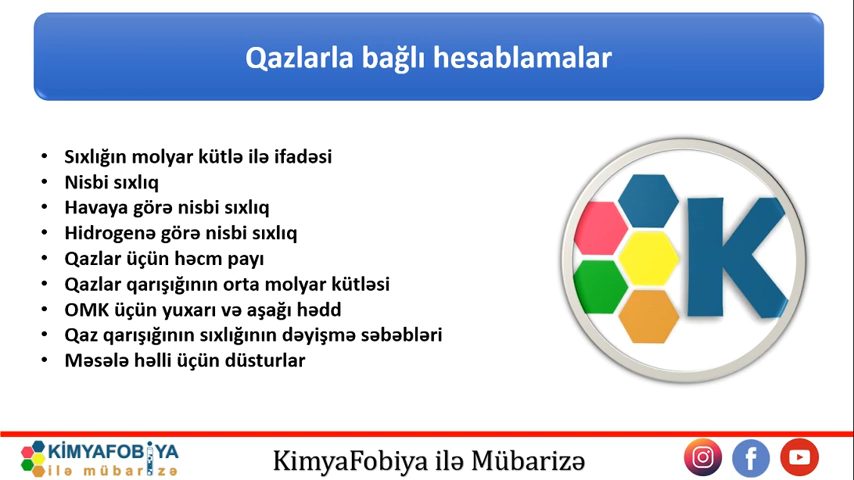 Qazlarla bağlı hesablamalar
• Sıxlığın molyar kütlə ilə ifadəsi
• Nisbi sıxlıq
• Havaya görə nisbi sıxlıq
• Hidrogenə görə nisbi sıxlıq
• Qazlar üçün həcm payı
• Qazlar qarışığının orta molyar kütləsi
• OMK üçün yuxarı və aşağı hədd
• Qaz qarışığının sıxlığının dəyişmə səbəbləri
• Məsələ həlli üçün düsturlar
K
KİMYAFOBİYA
ilə mübarizə
KimyaFobiya ilə Mübarizə